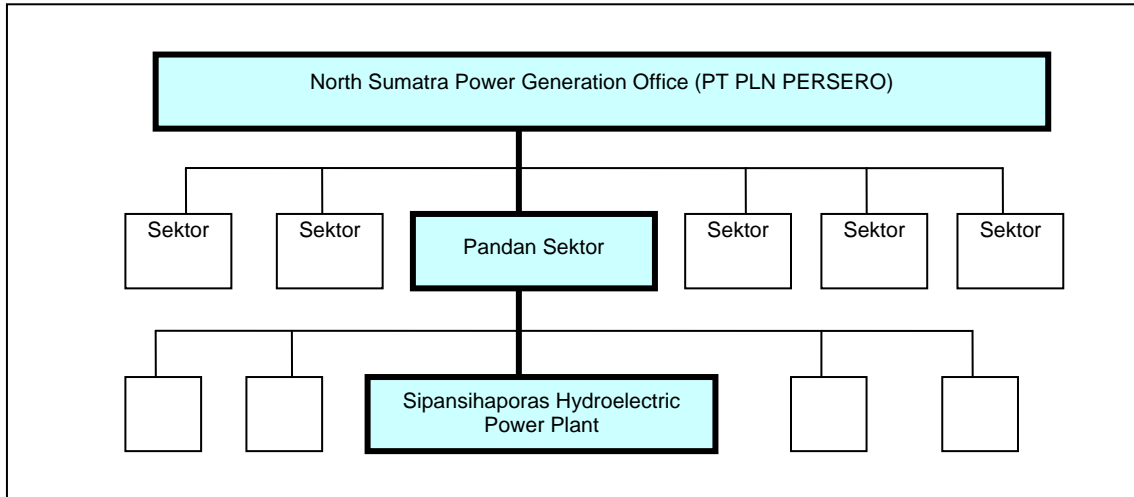 North Sumatra Power Generation Office (PT PLN PERSERO)
Sektor
Sektor
Pandan Sektor
Sektor
Sektor
Sektor
Sipansihaporas Hydroelectric
Power Plant